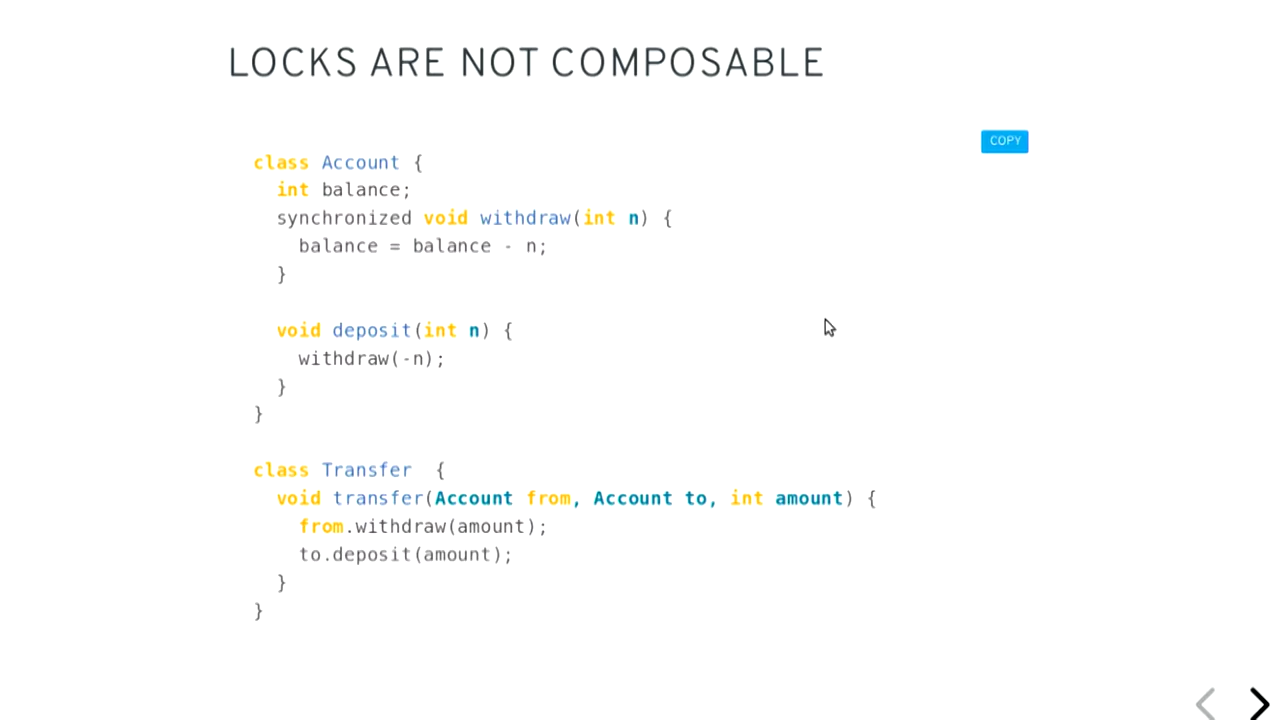 LOCKS ARE NOT COMPOSABLE
COPY
class Account {
int balance;
synchronized void withdraw(int n) {
balance = balance - n;
}
void deposit(int n) {
withdraw(-n);
}
}
class Transfer {
void transfer(Account from, Account to, int amount) {
from.withdraw(amount);
to.deposit(amount);
}
}